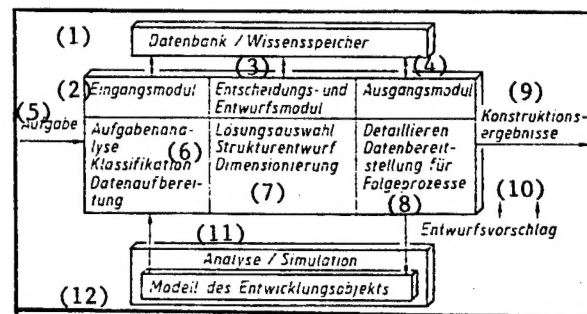 (1) Datenbank / Wissensspeicher
(3) (4)
(2) Eingangsmodul Entscheidungs- und Entwurfsmodul Ausgangsmodul
(9)
Konstruktions-
ergebnisse
(5) Aufgabe
Aufgabenana-
lyse (6)
Klassifikation
Datenaufberei-
tung
Lösungsauswahl
Strukturentwurf
Dimensionierung
(7)
Detaillieren
Datenbereit-
stellung für
Folgeprozesse
(8)
(10)
Entwurfsvorschlag
(11)
Analyse / Simulation
(12) Modell des Entwicklungsobjekts